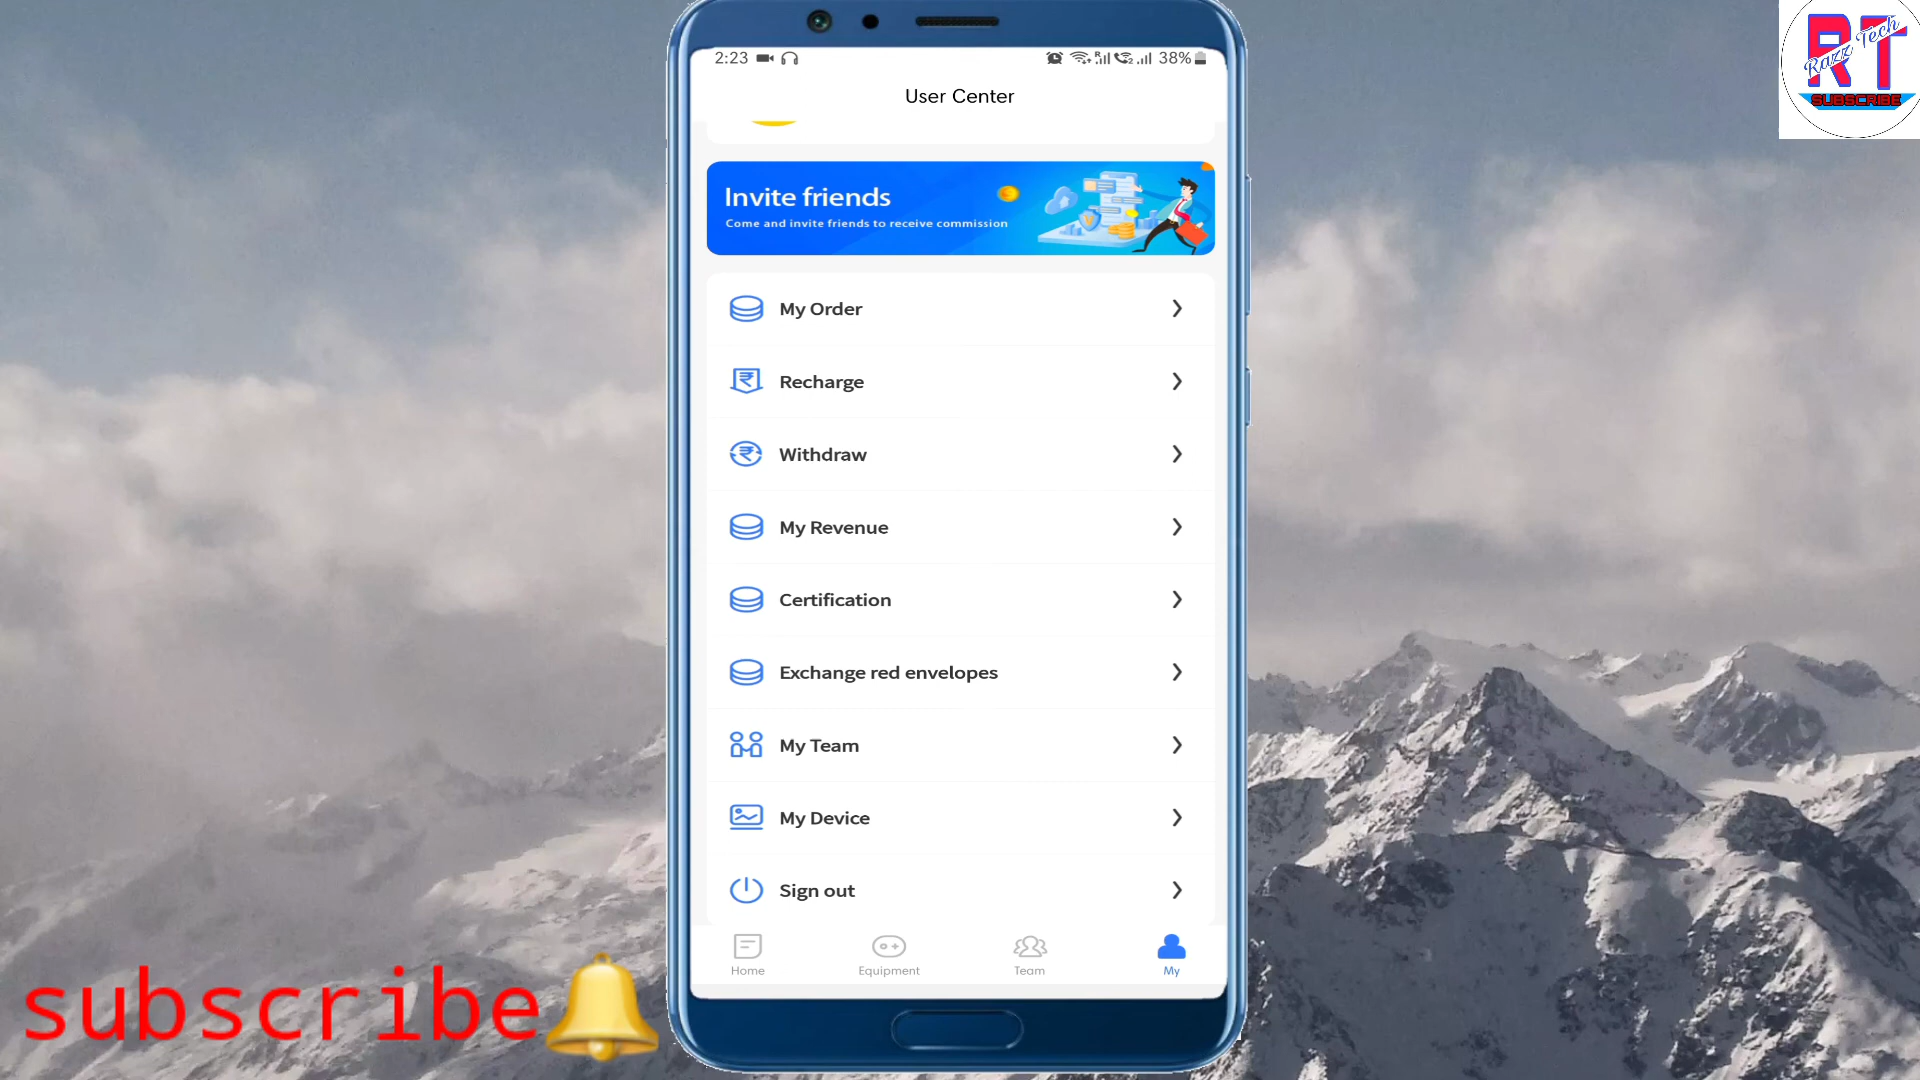 2:23
38%
User Center
Invite friends
Come and invite friends to receive commission
My Order
Recharge
Withdraw
My Revenue
Certification
Exchange red envelopes
My Team
My Device
Sign out
Home
Equipment
Team
My
subscribe
RT
Razz Tech
SUBSCRIBE